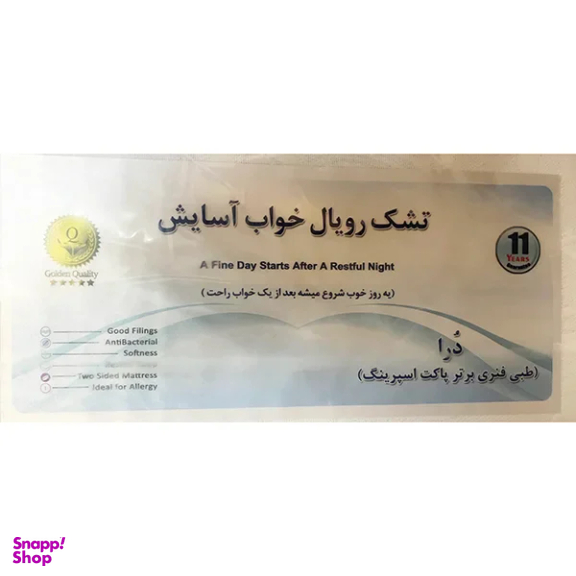 تشک رویال خواب آسایش
11
YEARS
Q
Golden Quality
A Fine Day Starts After A Restful Night
(یه روز خوب شروع میشه بعد از یک خواب راحت)
Good Filings
AntiBacterial
Softness
Two Sided Mattress
Ideal for Allergy
دُرا
(طبی فنری برتر پاکت اسپرینگ)
Snapp!
Shop